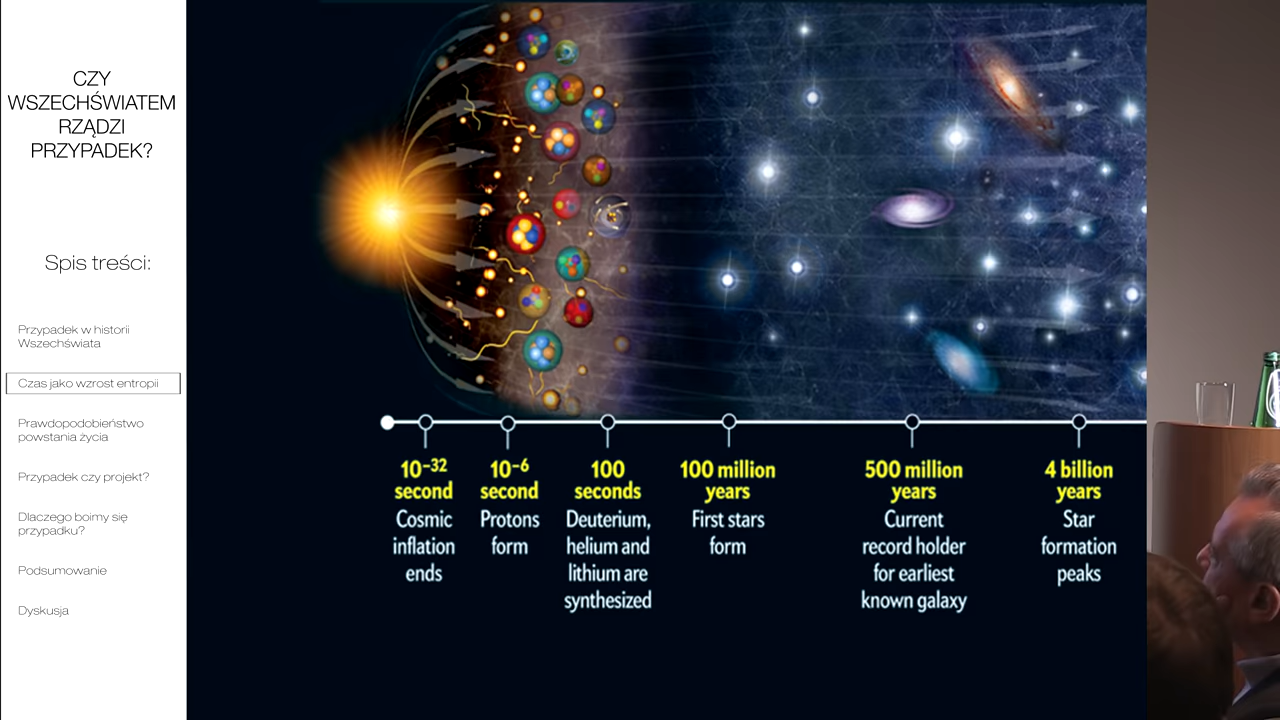 CZY
WSZECHŚWIATEM
RZĄDZI
PRZYPADEK?
Spis treści:
Przypadek w historii
Wszechświata
Czas jako wzrost entropii
Prawdopodobieństwo
powstania życia
Przypadek czy projekt?
Dlaczego boimy się
przypadku?
Podsumowanie
Dyskusja
10⁻³²
second
Cosmic
inflation
ends
10⁻⁶
second
Protons
form
100
seconds
Deuterium,
helium and
lithium are
synthesized
100 million
years
First stars
form
500 million
years
Current
record holder
for earliest
known galaxy
4 billion
years
Star
formation
peaks